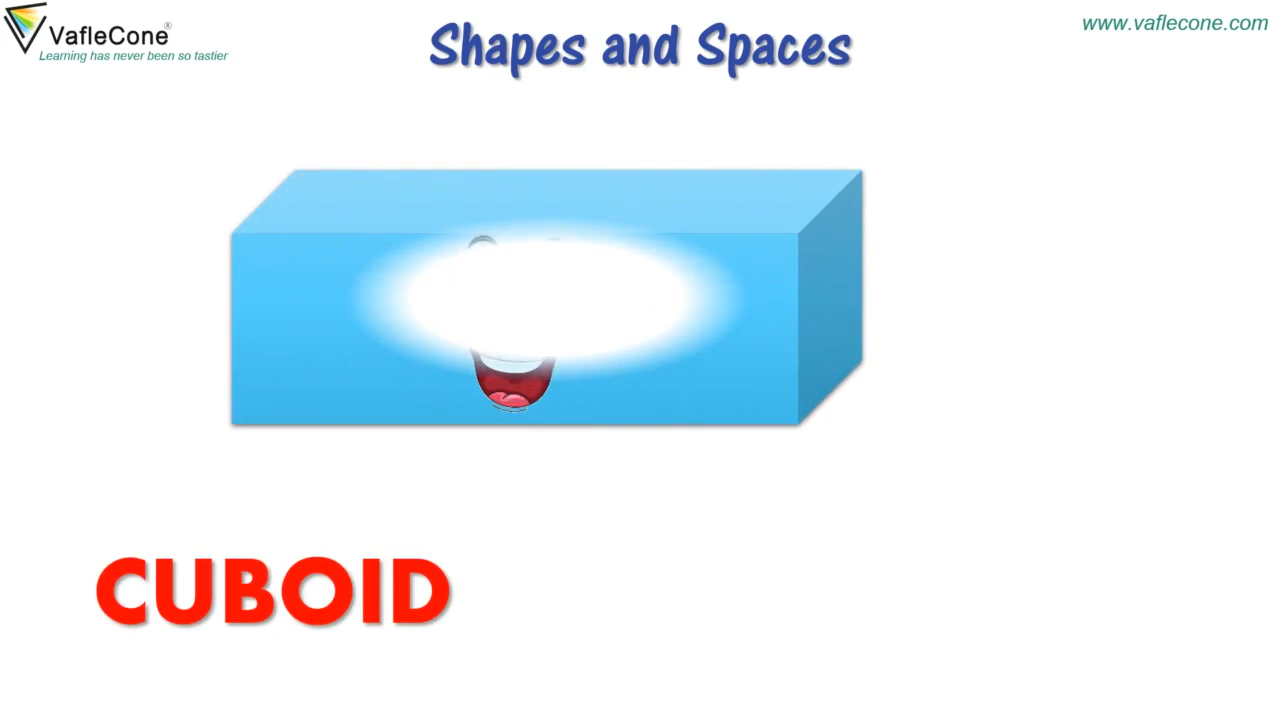 VafleCone®
Learning has never been so tastier
Shapes and Spaces
www.vaflecone.com
CUBOID